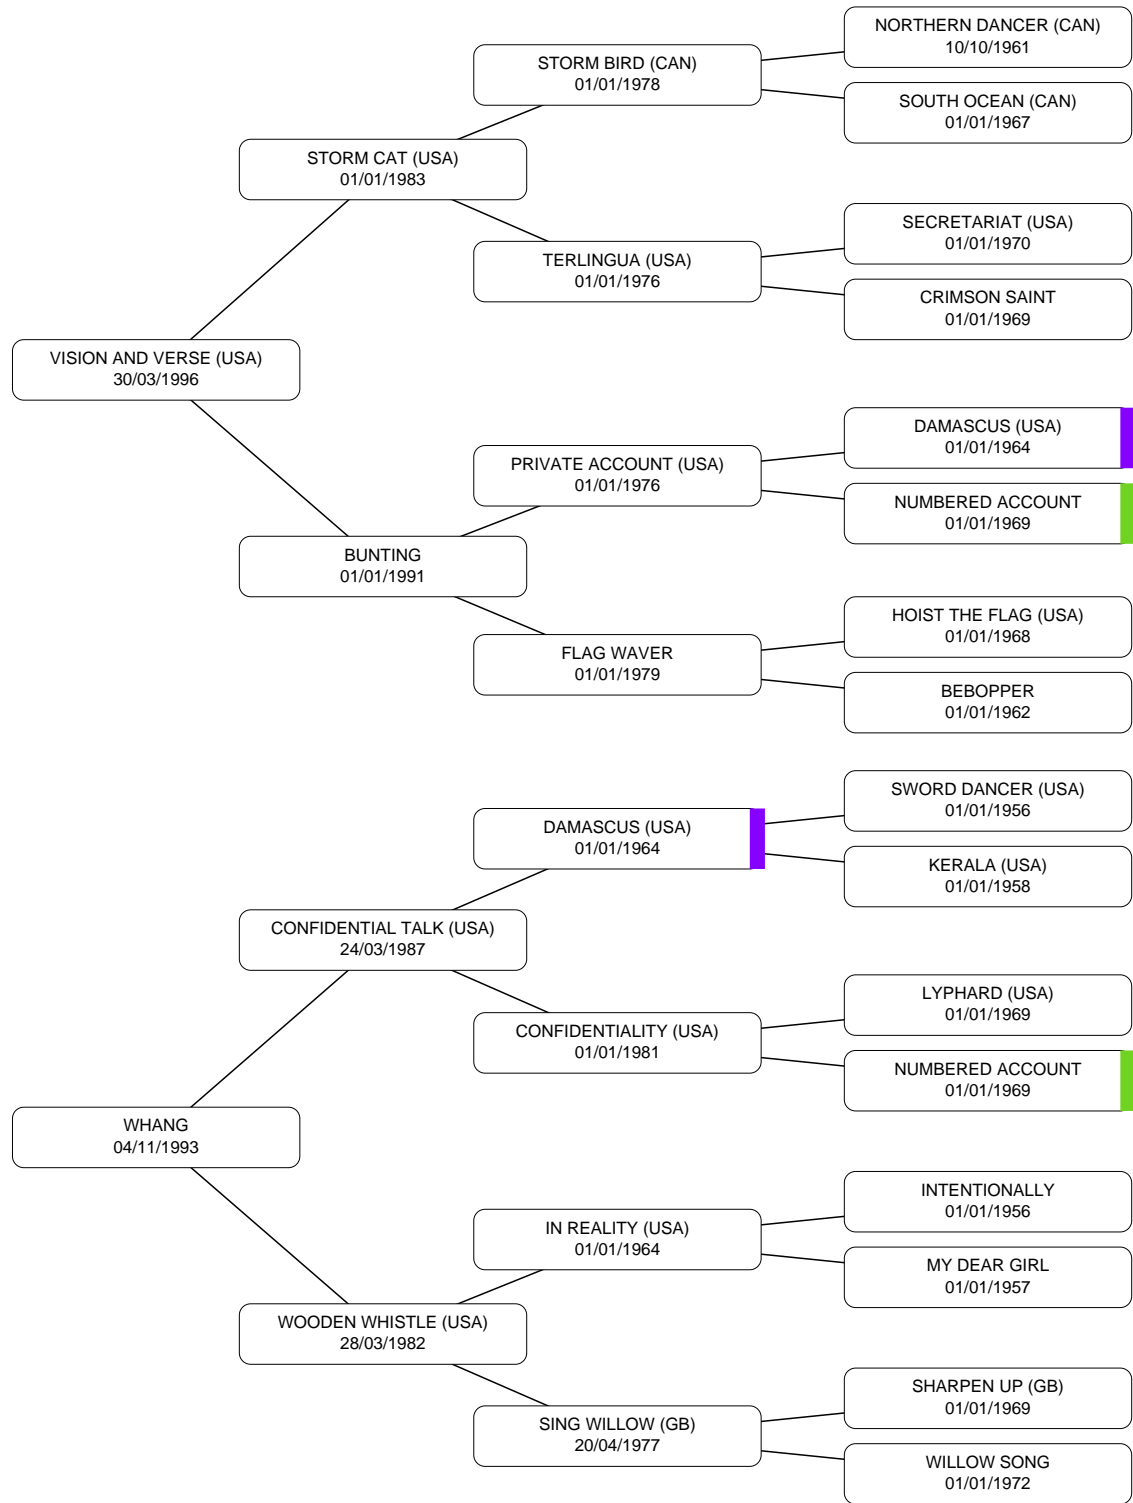 NORTHERN DANCER (CAN)
10/10/1961
STORM BIRD (CAN)
01/01/1978
SOUTH OCEAN (CAN)
01/01/1967
STORM CAT (USA)
01/01/1983
SECRETARIAT (USA)
01/01/1970
TERLINGUA (USA)
01/01/1976
CRIMSON SAINT
01/01/1969
VISION AND VERSE (USA)
30/03/1996
DAMASCUS (USA)
01/01/1964
PRIVATE ACCOUNT (USA)
01/01/1976
NUMBERED ACCOUNT
01/01/1969
BUNTING
01/01/1991
HOIST THE FLAG (USA)
01/01/1968
FLAG WAVER
01/01/1979
BEBOPPER
01/01/1962
SWORD DANCER (USA)
01/01/1956
DAMASCUS (USA)
01/01/1964
KERALA (USA)
01/01/1958
CONFIDENTIAL TALK (USA)
24/03/1987
LYPHARD (USA)
01/01/1969
CONFIDENTIALITY (USA)
01/01/1981
NUMBERED ACCOUNT
01/01/1969
WHANG
04/11/1993
INTENTIONALLY
01/01/1956
IN REALITY (USA)
01/01/1964
MY DEAR GIRL
01/01/1957
WOODEN WHISTLE (USA)
28/03/1982
SHARPEN UP (GB)
01/01/1969
SING WILLOW (GB)
20/04/1977
WILLOW SONG
01/01/1972